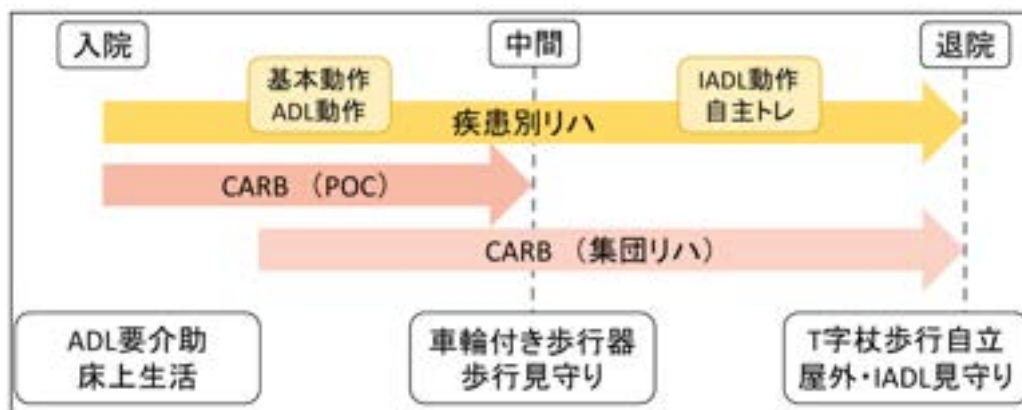 入院
中間
退院
基本動作
ADL動作
IADL動作
自主トレ
疾患別リハ
CARB （POC）
CARB （集団リハ）
ADL要介助
床上生活
車輪付き歩行器
歩行見守り
T字杖歩行自立
屋外・IADL見守り